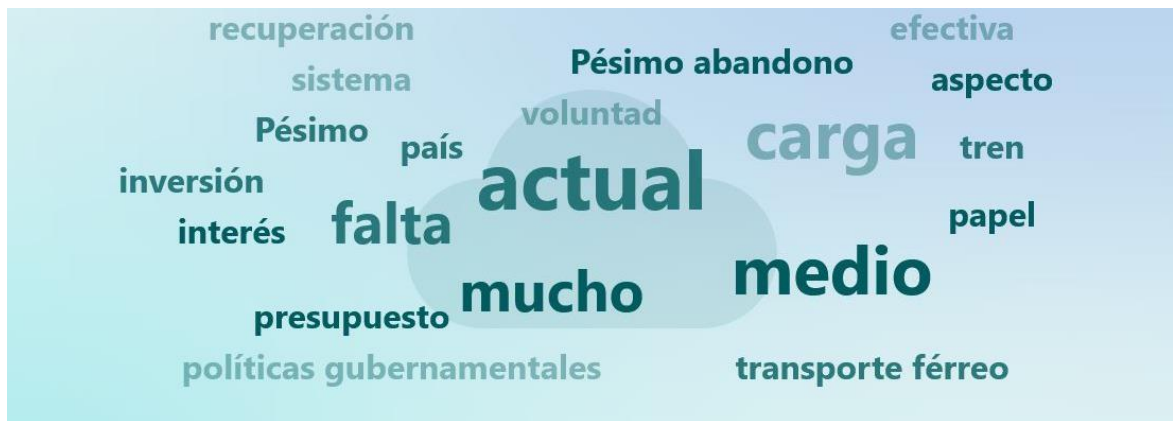 recuperación
efectiva
Pésimo abandono
sistema
aspecto
voluntad
Pésimo
carga
país
tren
actual
inversión
papel
falta
interés
medio
mucho
presupuesto
políticas gubernamentales
transporte férreo